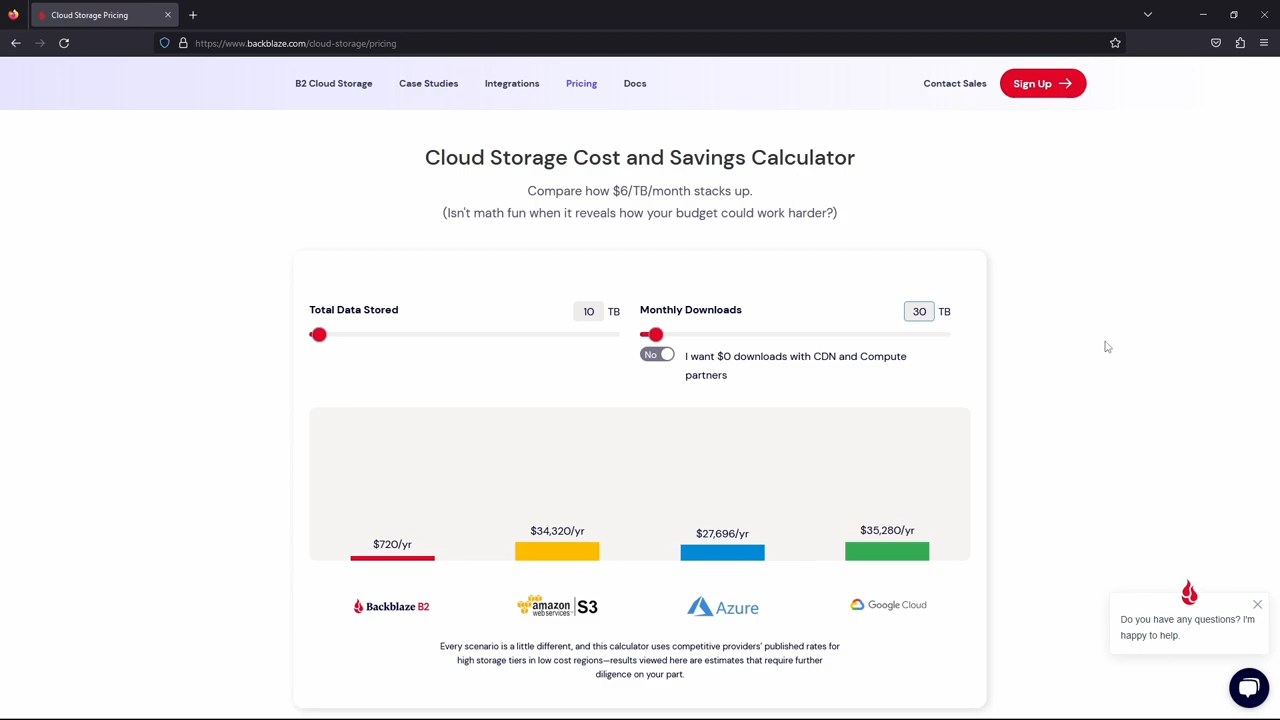 Cloud Storage Pricing
https://www.backblaze.com/cloud-storage/pricing
B2 Cloud Storage Case Studies Integrations Pricing Docs Contact Sales Sign Up
Cloud Storage Cost and Savings Calculator
Compare how $6/TB/month stacks up.
(Isn't math fun when it reveals how your budget could work harder?)
Total Data Stored 10 TB Monthly Downloads 30 TB
No I want $0 downloads with CDN and Compute
partners
$720/yr $34,320/yr $27,696/yr $35,280/yr
Backblaze B2 amazon webservices S3 Azure Google Cloud
Every scenario is a little different, and this calculator uses competitive providers' published rates for
high storage tiers in low cost regions—results viewed here are estimates that require further
diligence on your part.
Do you have any questions? I'm
happy to help.